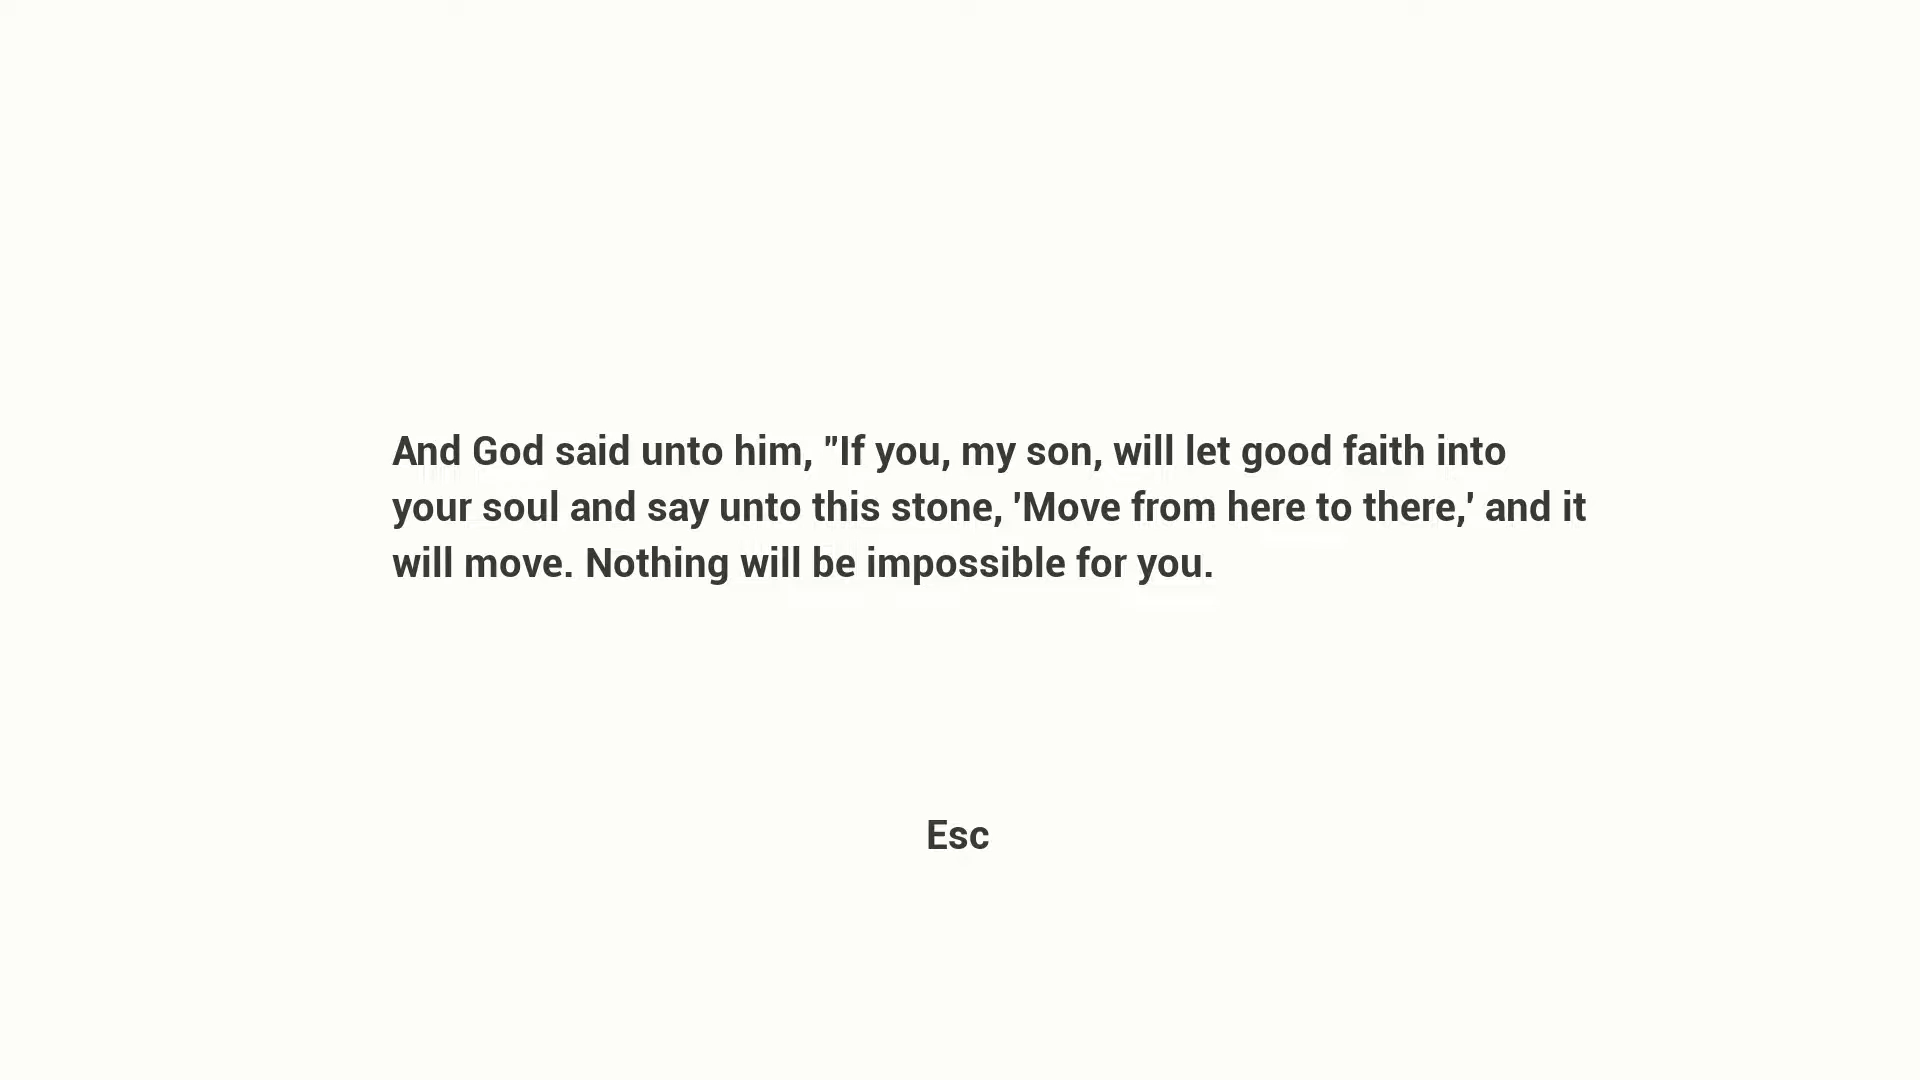 And God said unto him, "If you, my son, will let good faith into
your soul and say unto this stone, 'Move from here to there,' and it
will move. Nothing will be impossible for you.
Esc